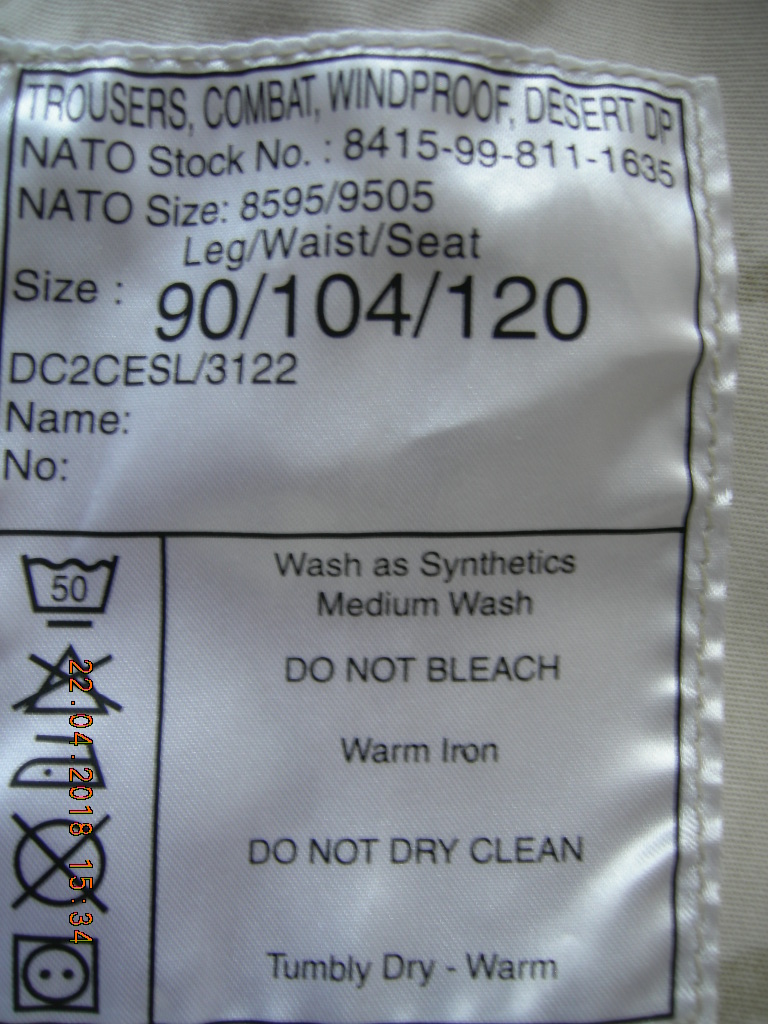 TROUSERS, COMBAT, WINDPROOF, DESERT DP
NATO Stock No. : 8415-99-811-1635
NATO Size: 8595/9505
Leg/Waist/Seat
Size : 90/104/120
DC2CESL/3122
Name:
No:
50
Wash as Synthetics
Medium Wash
DO NOT BLEACH
Warm Iron
DO NOT DRY CLEAN
Tumbly Dry - Warm
22.04.2018 15:34